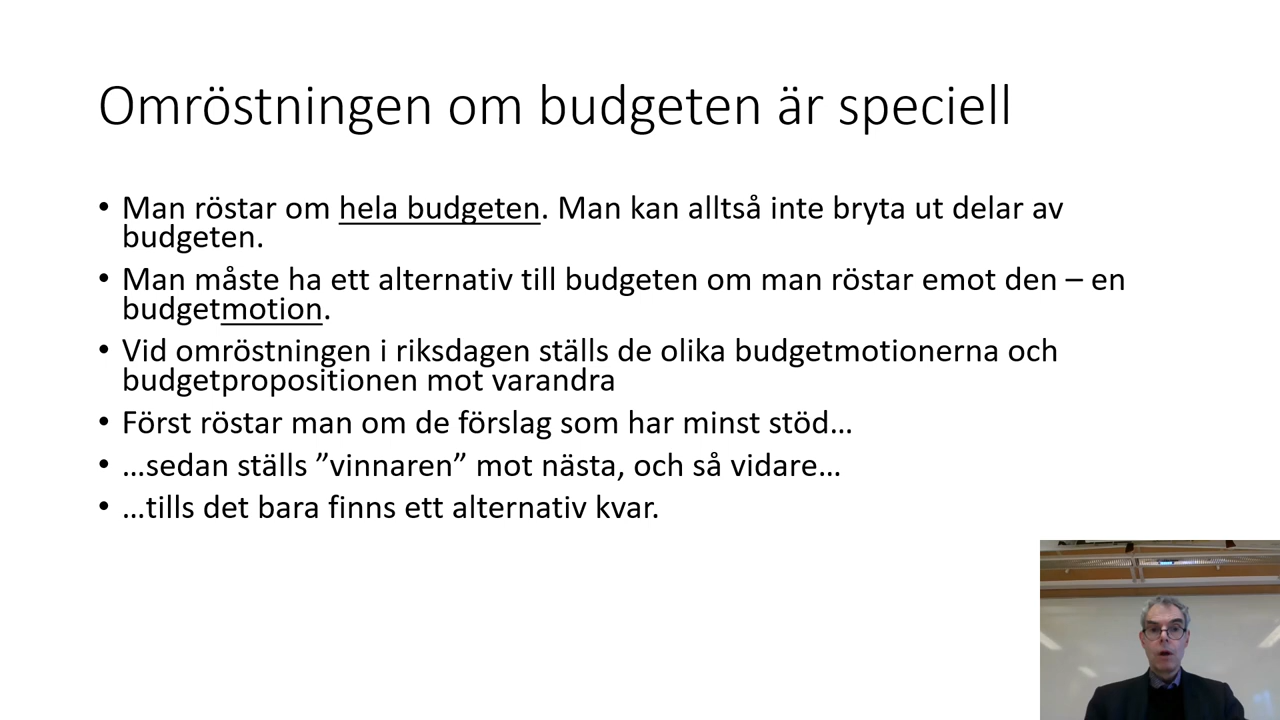 Omröstningen om budgeten är speciell
• Man röstar om hela budgeten. Man kan alltså inte bryta ut delar av
budgeten.
• Man måste ha ett alternativ till budgeten om man röstar emot den – en
budgetmotion.
• Vid omröstningen i riksdagen ställs de olika budgetmotionerna och
budgetpropositionen mot varandra
• Först röstar man om de förslag som har minst stöd…
• …sedan ställs ”vinnaren” mot nästa, och så vidare…
• …tills det bara finns ett alternativ kvar.